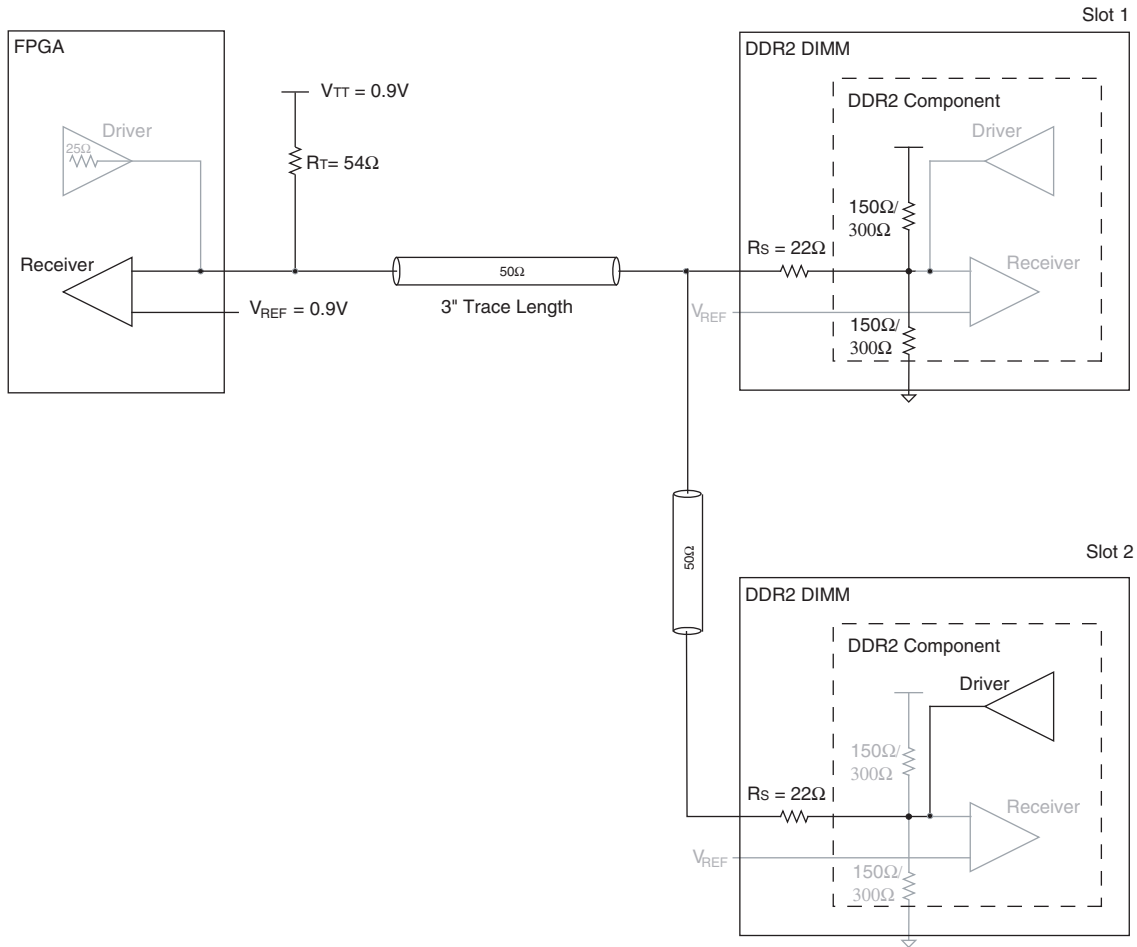 Slot 1
FPGA
DDR2 DIMM
VTT = 0.9V
DDR2 Component
Driver
25Ω
Driver
RT= 54Ω
150Ω/
300Ω
Receiver
RS = 22Ω
Receiver
50Ω
VREF = 0.9V
3" Trace Length
VREF
150Ω/
300Ω
50Ω
Slot 2
DDR2 DIMM
DDR2 Component
Driver
150Ω/
300Ω
RS = 22Ω
Receiver
VREF
150Ω/
300Ω